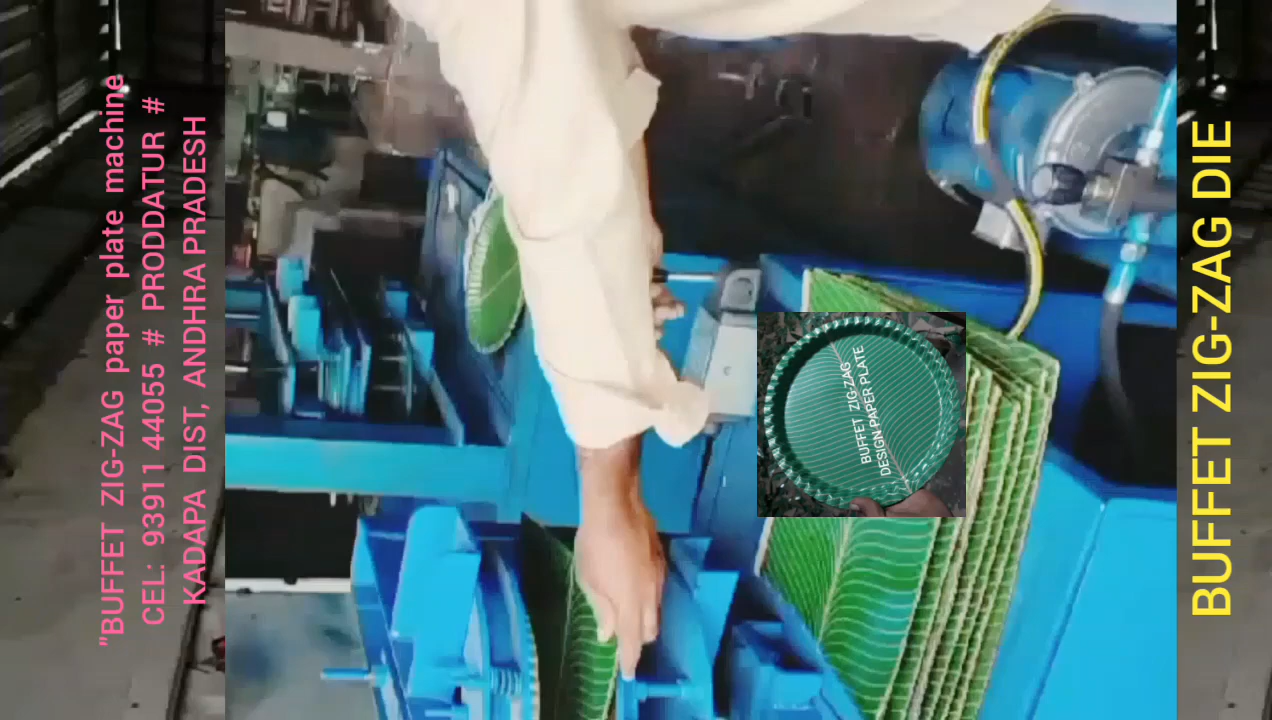 "BUFFET ZIG-ZAG paper plate machine
CEL: 93911 44055 # PRODDATUR #
KADAPA DIST, ANDHRA PRADESH
BUFFET ZIG-ZAG
DESIGN PAPER PLATE
BUFFET ZIG-ZAG DIE